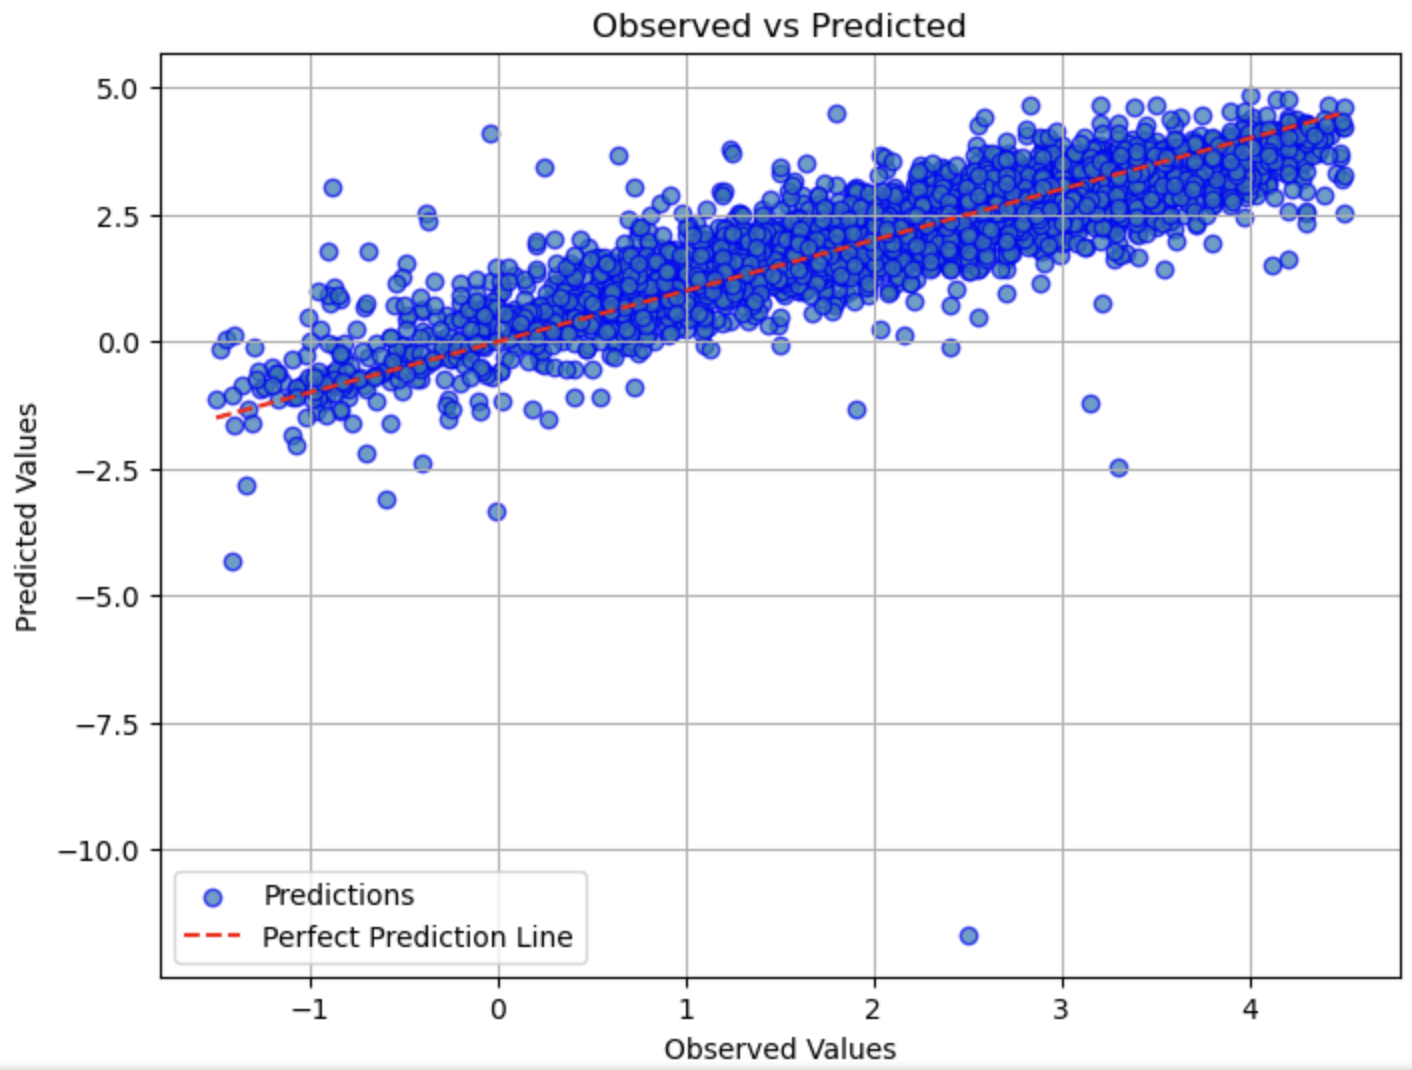 Observed vs Predicted
5.0
2.5
0.0
−2.5
−5.0
−7.5
−10.0
Predicted Values
Predictions
Perfect Prediction Line
−1
0
1
2
3
4
Observed Values